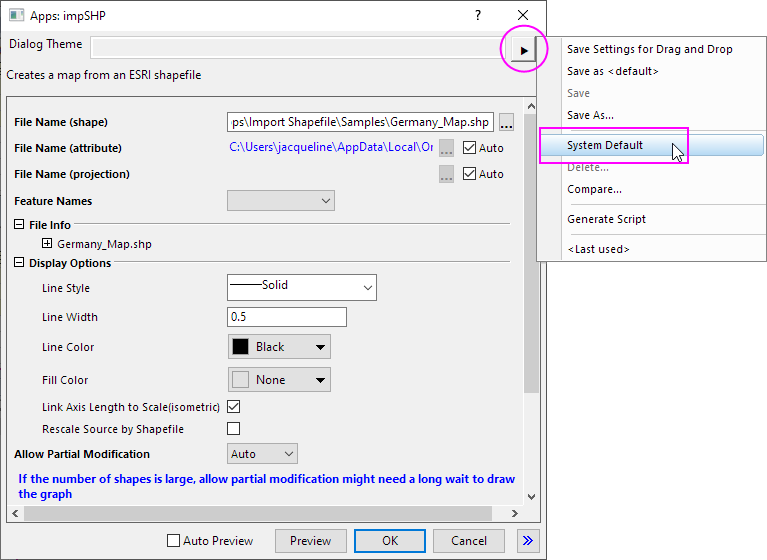 Apps: impSHP
Dialog Theme
Creates a map from an ESRI shapefile
File Name (shape) ps\Import Shapefile\Samples\Germany_Map.shp ...
File Name (attribute) C:\Users\jacqueline\AppData\Local\Or ... Auto
File Name (projection) ... Auto
Feature Names
File Info
Germany_Map.shp
Display Options
Line Style Solid
Line Width 0.5
Line Color Black
Fill Color None
Link Axis Length to Scale(isometric)
Rescale Source by Shapefile
Allow Partial Modification Auto
If the number of shapes is large, allow partial modification might need a long wait to draw
the graph
Auto Preview Preview OK Cancel
Save Settings for Drag and Drop
Save as <default>
Save
Save As...
System Default
Delete...
Compare...
Generate Script
<Last used>